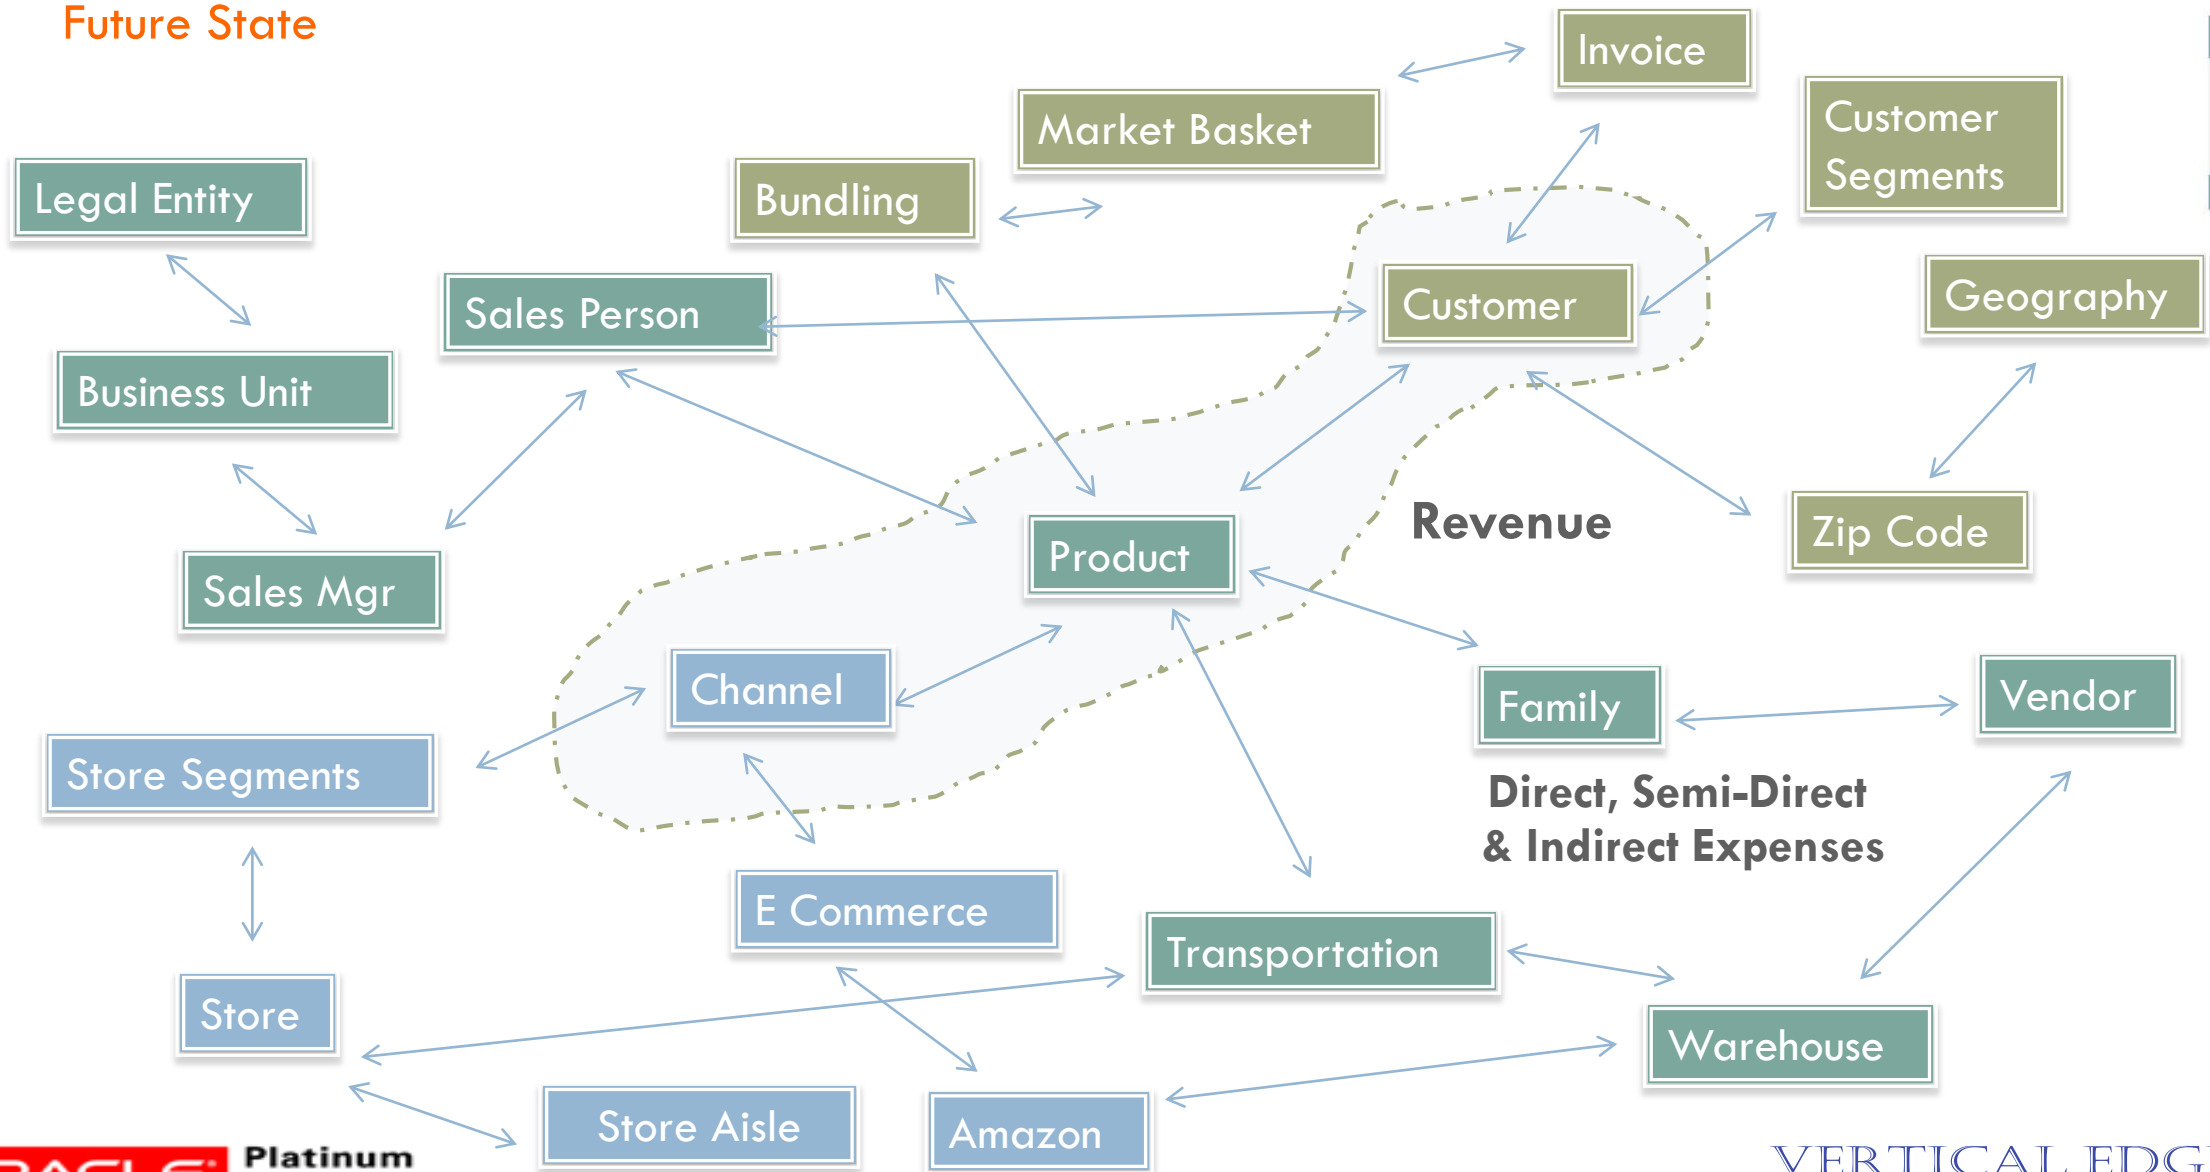 Future State
Invoice
Customer
Segments
Market Basket
Legal Entity
Bundling
Geography
Sales Person
Customer
Business Unit
Revenue
Zip Code
Product
Sales Mgr
Channel
Family
Vendor
Store Segments
Direct, Semi-Direct
& Indirect Expenses
E Commerce
Transportation
Store
Warehouse
Store Aisle
Amazon
Platinum
VERTICAL EDG